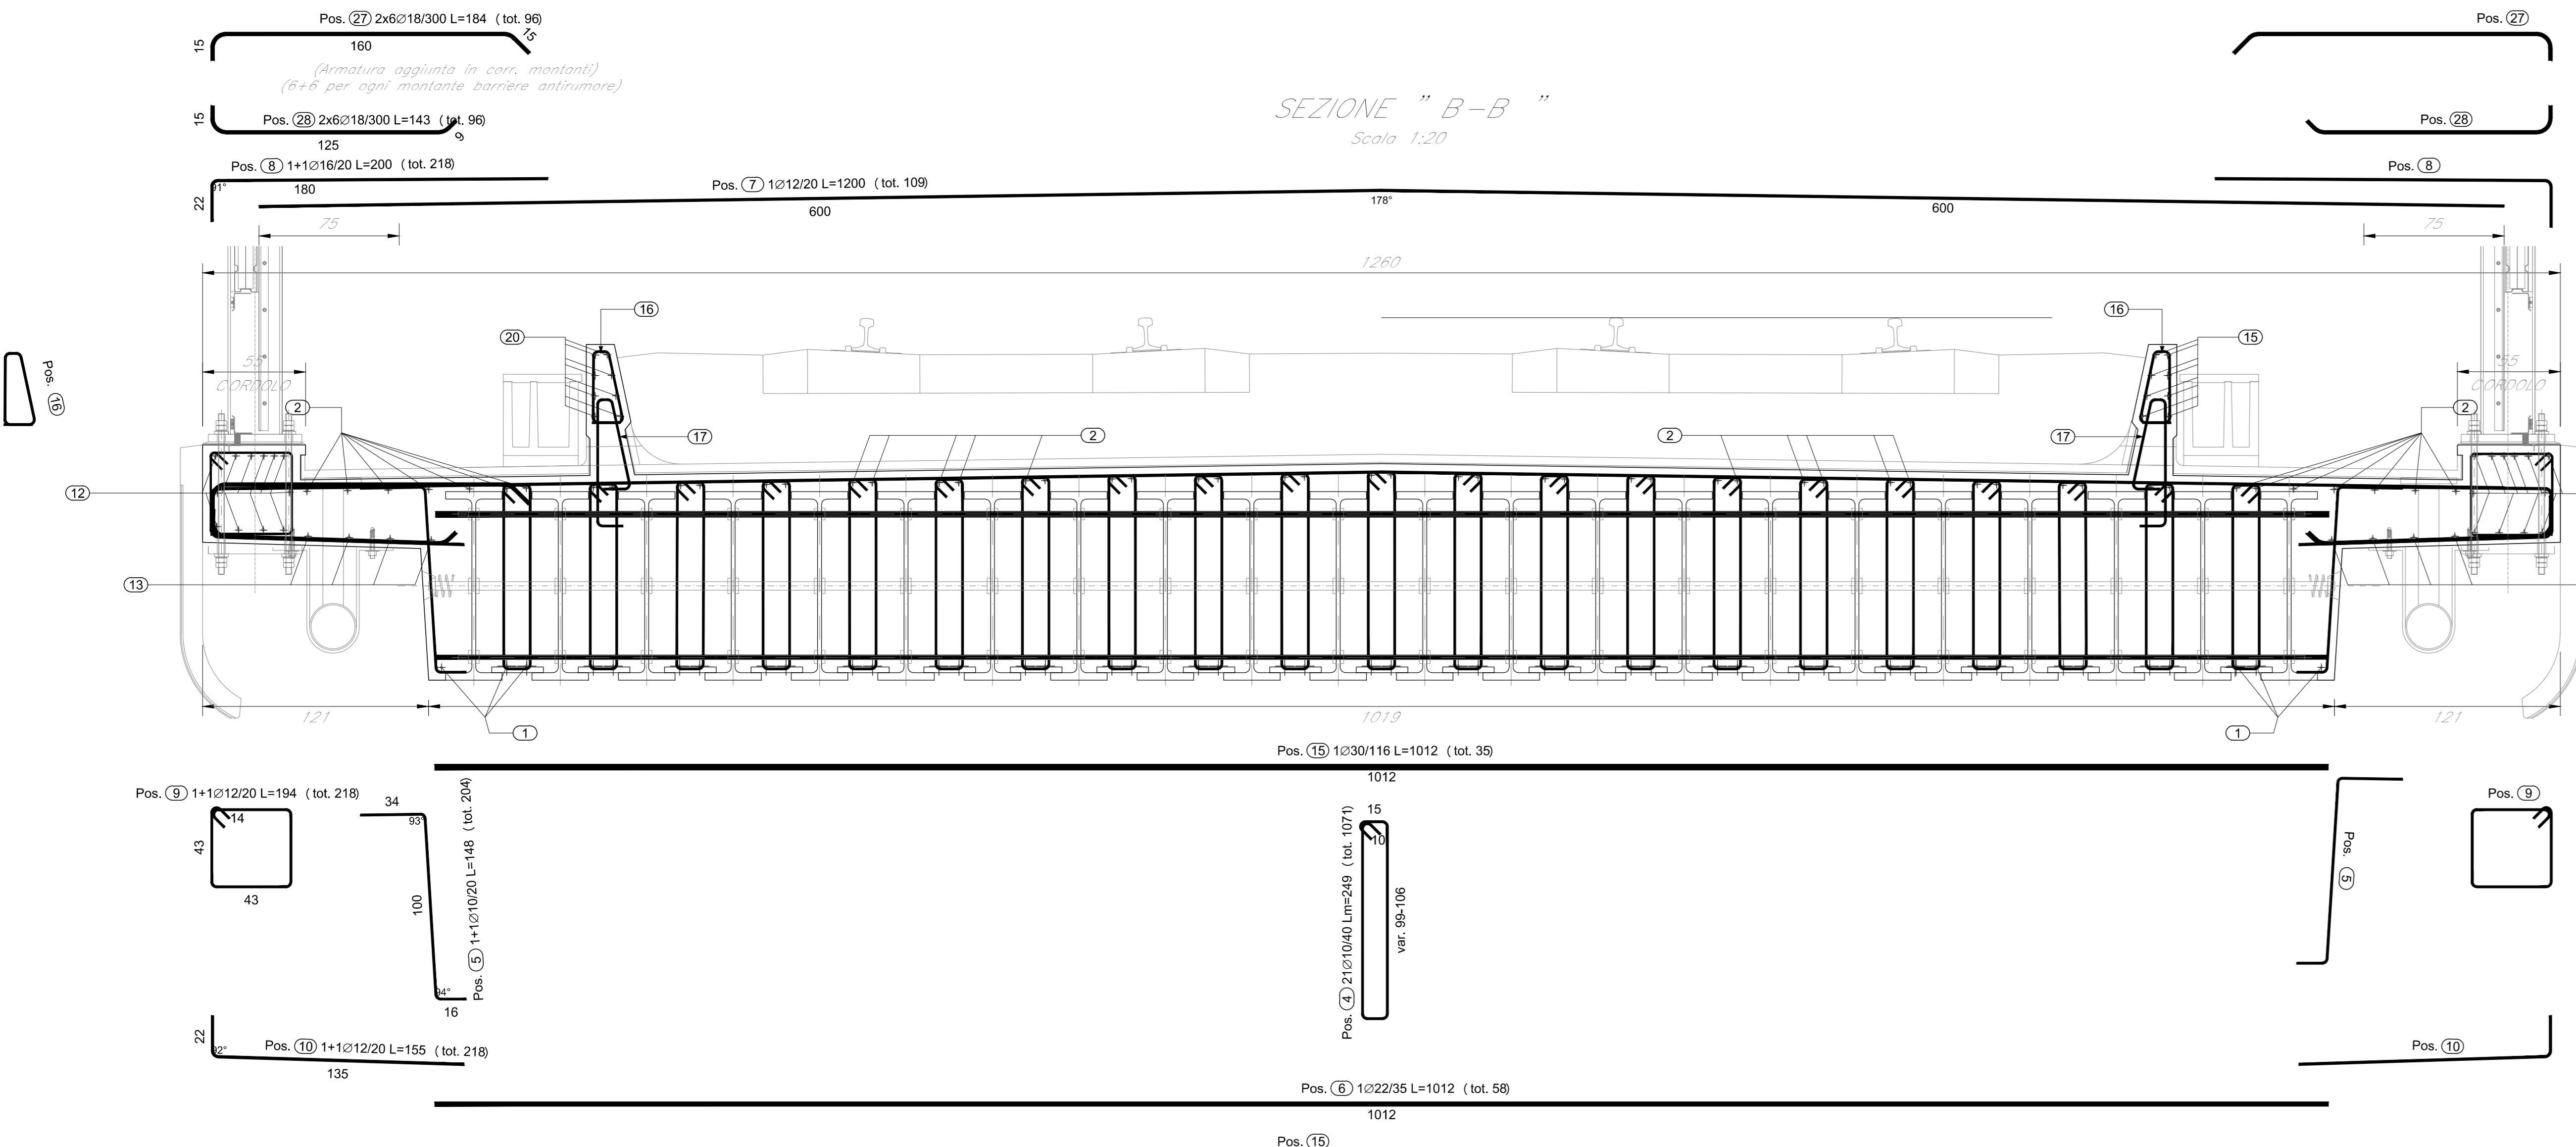 Pos. 27 2x6Ø18/300 L=184 (tot. 96)
15
160
15
(Armatura aggiunta in corr. montanti)
(6+6 per ogni montante barriere antirumore)
Pos. 27
SEZIONE " B-B "
Scala 1:20
15
Pos. 28 2x6Ø18/300 L=143 (tot. 96)
125
9
Pos. 28
Pos. 8 1+1Ø16/20 L=200 (tot. 218)
91°
180
22
Pos. 7 1Ø12/20 L=1200 (tot. 109)
600
178°
600
Pos. 8
75
75
1260
16
20
16
15
Pos. 16
55
CORDOLO
55
CORDOLO
2
17
2
2
17
2
12
13
121
1019
121
1
1
Pos. 15 1Ø30/116 L=1012 (tot. 35)
1012
Pos. 9 1+1Ø12/20 L=194 (tot. 218)
14
43
43
34
93°
100
94°
16
Pos. 5 1+1Ø10/20 L=148 (tot. 204)
15
10
Pos. 4 21Ø10/40 Lm=249 (tot. 1071)
var. 99-106
Pos. 5
Pos. 9
22
92°
Pos. 10 1+1Ø12/20 L=155 (tot. 218)
135
Pos. 10
Pos. 6 1Ø22/35 L=1012 (tot. 58)
1012
Pos. 15